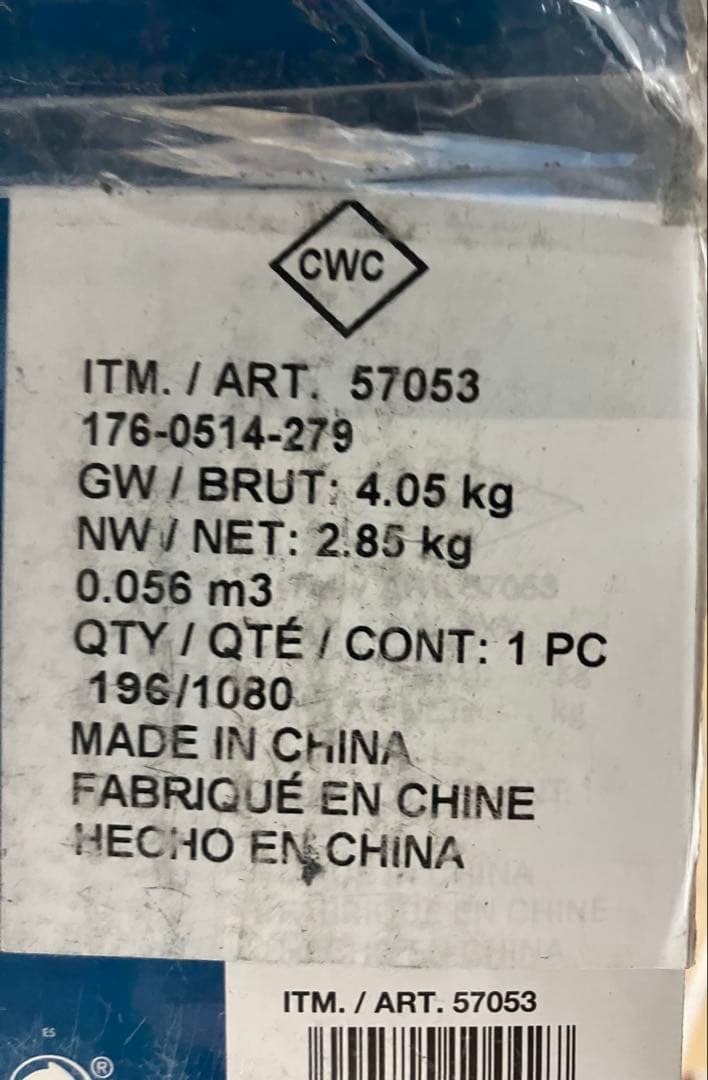 CWC
ITM. / ART. 57053
176-0514-279
GW / BRUT: 4.05 kg
NW / NET: 2.85 kg
0.056 m3
QTY / QTÉ / CONT: 1 PC
196/1080
MADE IN CHINA
FABRIQUÉ EN CHINE
HECHO EN CHINA
ITM. / ART. 57053
ES
®